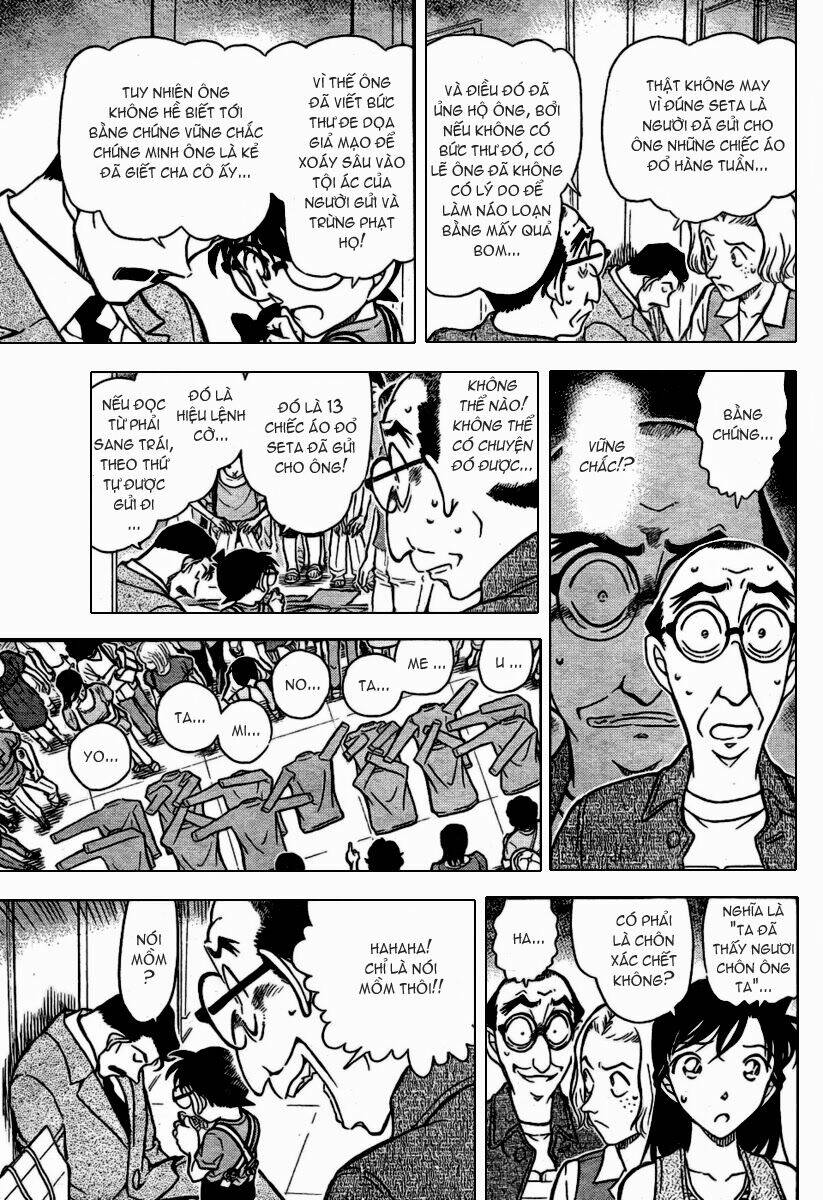 THẬT KHÔNG MAY
VÌ ĐÚNG SETA LÀ
NGƯỜI ĐÃ GỬI CHO
ÔNG NHỮNG CHIẾC ÁO
ĐỎ HÀNG TUẦN...
VÀ ĐIỀU ĐÓ ĐÃ
ỦNG HỘ ÔNG, BỞI
NẾU KHÔNG CÓ
BỨC THƯ ĐÓ, CÓ
LẼ ÔNG ĐÃ KHÔNG
CÓ LÝ DO ĐỂ
LÀM NÁO LOẠN
BẰNG MẤY QUẢ
BOM...
VÌ THẾ ÔNG
ĐÃ VIẾT BỨC
THƯ ĐE DỌA
GIẢ MẠO ĐỂ
XOÁY SÂU VÀO
TỘI ÁC CỦA
NGƯỜI GỬI VÀ
TRỪNG PHẠT
HỌ!
TUY NHIÊN ÔNG
KHÔNG HỀ BIẾT TỚI
BẰNG CHỨNG VỮNG CHẮC
CHỨNG MINH ÔNG LÀ KẺ
ĐÃ GIẾT CHA CÔ ẤY...
BẰNG
CHỨNG...
VỮNG
CHẮC!?
KHÔNG
THỂ NÀO!
KHÔNG THỂ
CÓ CHUYỆN
ĐÓ ĐƯỢC...
ĐÓ LÀ 13
CHIẾC ÁO ĐỎ
SETA ĐÃ GỬI
CHO ÔNG!
ĐÓ LÀ
HIỆU LỆNH
CỜ...
NẾU ĐỌC
TỪ PHẢI
SANG TRÁI,
THEO THỨ
TỰ ĐƯỢC
GỬI ĐI
...
U...
ME...
TA...
NO...
MI...
TA...
YO...
NGHĨA LÀ
"TA ĐÃ
THẤY NGƯƠI
CHÔN ÔNG
TA"...
CÓ PHẢI
LÀ CHÔN
XÁC CHẾT
KHÔNG?
HA...
HAHAHA!
CHỈ LÀ NÓI
MỒM THÔI!!
NÓI
MỒM
?